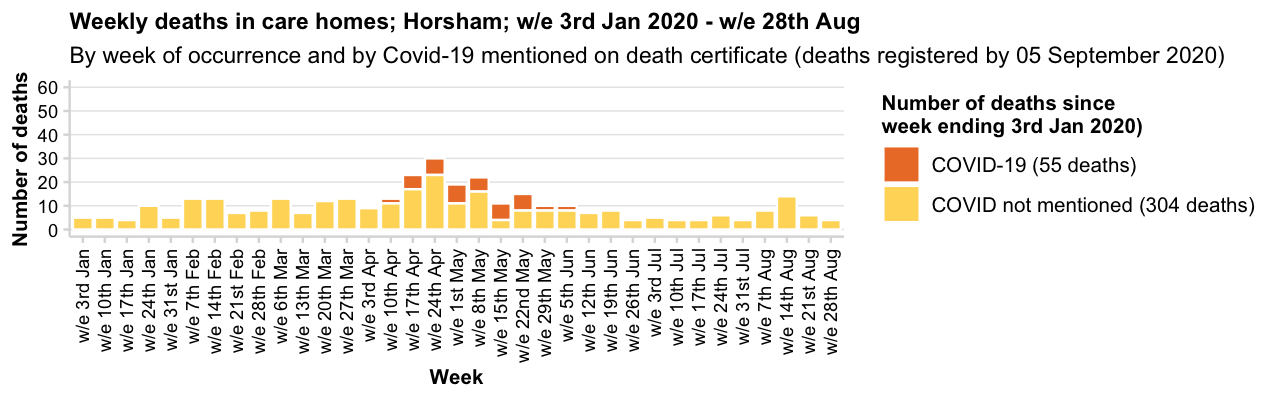 Weekly deaths in care homes; Horsham; w/e 3rd Jan 2020 - w/e 28th Aug
By week of occurrence and by Covid-19 mentioned on death certificate (deaths registered by 05 September 2020)
Number of deaths
60
50
40
30
20
10
0
w/e 3rd Jan
w/e 10th Jan
w/e 17th Jan
w/e 24th Jan
w/e 31st Jan
w/e 7th Feb
w/e 14th Feb
w/e 21st Feb
w/e 28th Feb
w/e 6th Mar
w/e 13th Mar
w/e 20th Mar
w/e 27th Mar
w/e 3rd Apr
w/e 10th Apr
w/e 17th Apr
w/e 24th Apr
w/e 1st May
w/e 8th May
w/e 15th May
w/e 22nd May
w/e 29th May
w/e 5th Jun
w/e 12th Jun
w/e 19th Jun
w/e 26th Jun
w/e 3rd Jul
w/e 10th Jul
w/e 17th Jul
w/e 24th Jul
w/e 31st Jul
w/e 7th Aug
w/e 14th Aug
w/e 21st Aug
w/e 28th Aug
Week
Number of deaths since
week ending 3rd Jan 2020)
COVID-19 (55 deaths)
COVID not mentioned (304 deaths)